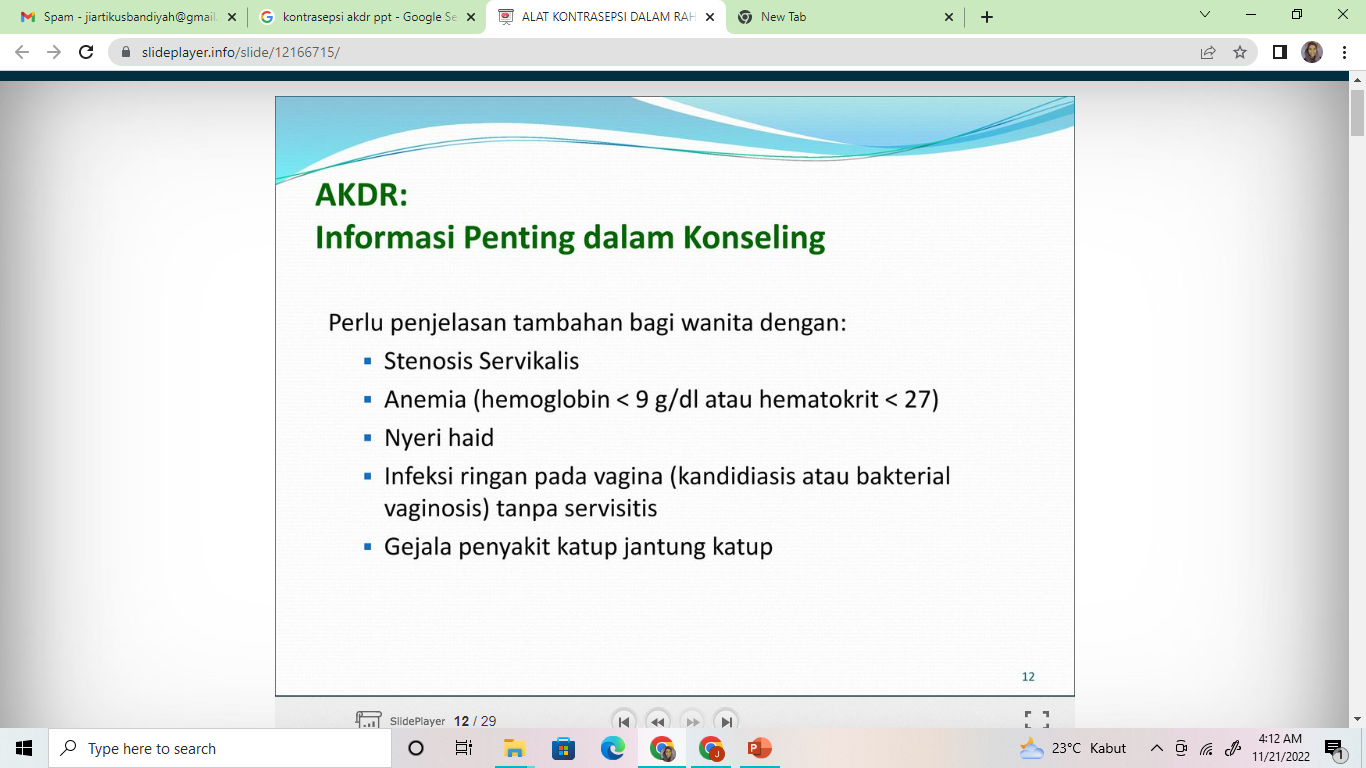 Spam - jiartikusbandiyah@gmail.
kontrasepsi akdr ppt - Google Se
ALAT KONTRASEPSI DALAM RAH
New Tab
slideplayer.info/slide/12166715/
AKDR:
Informasi Penting dalam Konseling
Perlu penjelasan tambahan bagi wanita dengan:
Stenosis Servikalis
Anemia (hemoglobin < 9 g/dl atau hematokrit < 27)
Nyeri haid
Infeksi ringan pada vagina (kandidiasis atau bakterial
vaginosis) tanpa servisitis
Gejala penyakit katup jantung katup
12
SlidePlayer 12 / 29
Type here to search
23°C Kabut
4:12 AM
11/21/2022
1